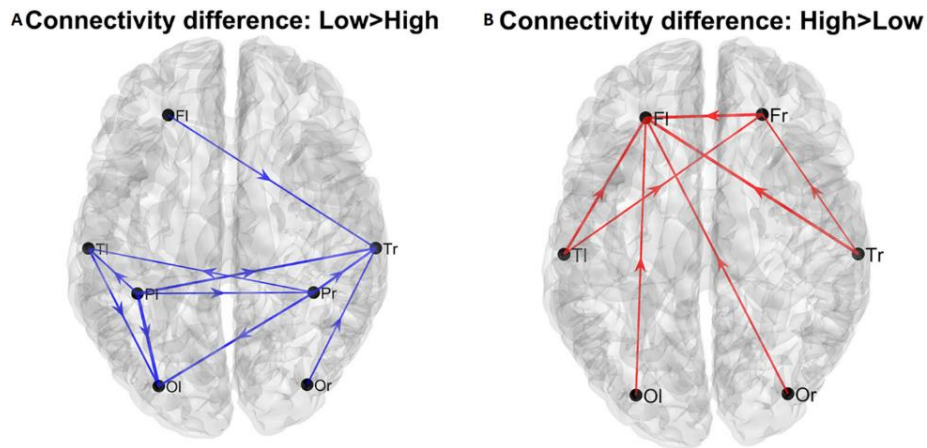 A Connectivity difference: Low>High
Fl
Tl
Tr
Pl
Pr
Ol
Or
B Connectivity difference: High>Low
Fl
Fr
Tl
Tr
Ol
Or